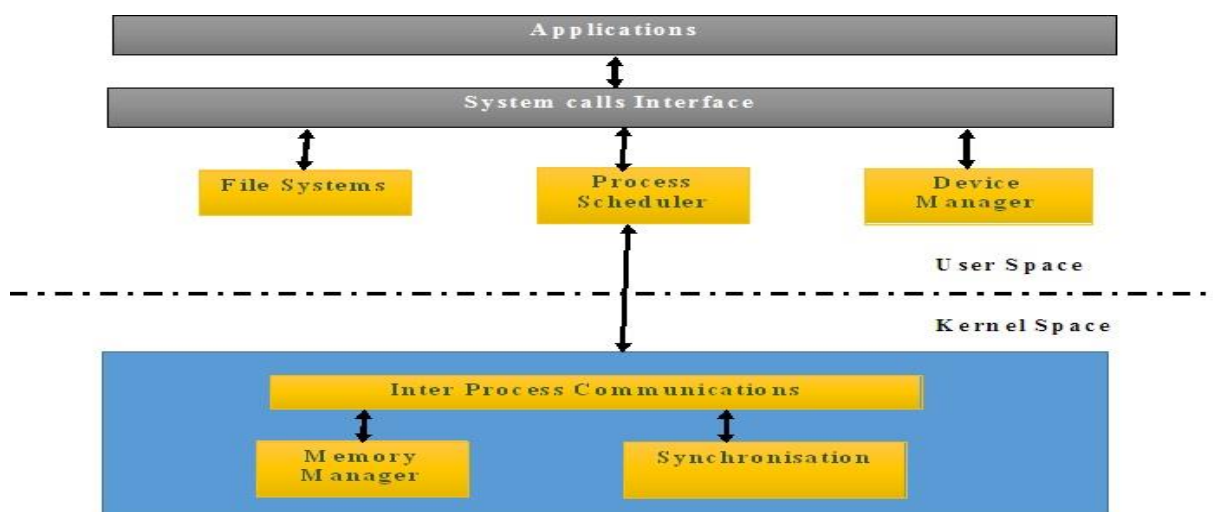 Applications
System calls Interface
File Systems
Process
Scheduler
Device
Manager
User Space
Kernel Space
Inter Process Communications
Memory
Manager
Synchronisation